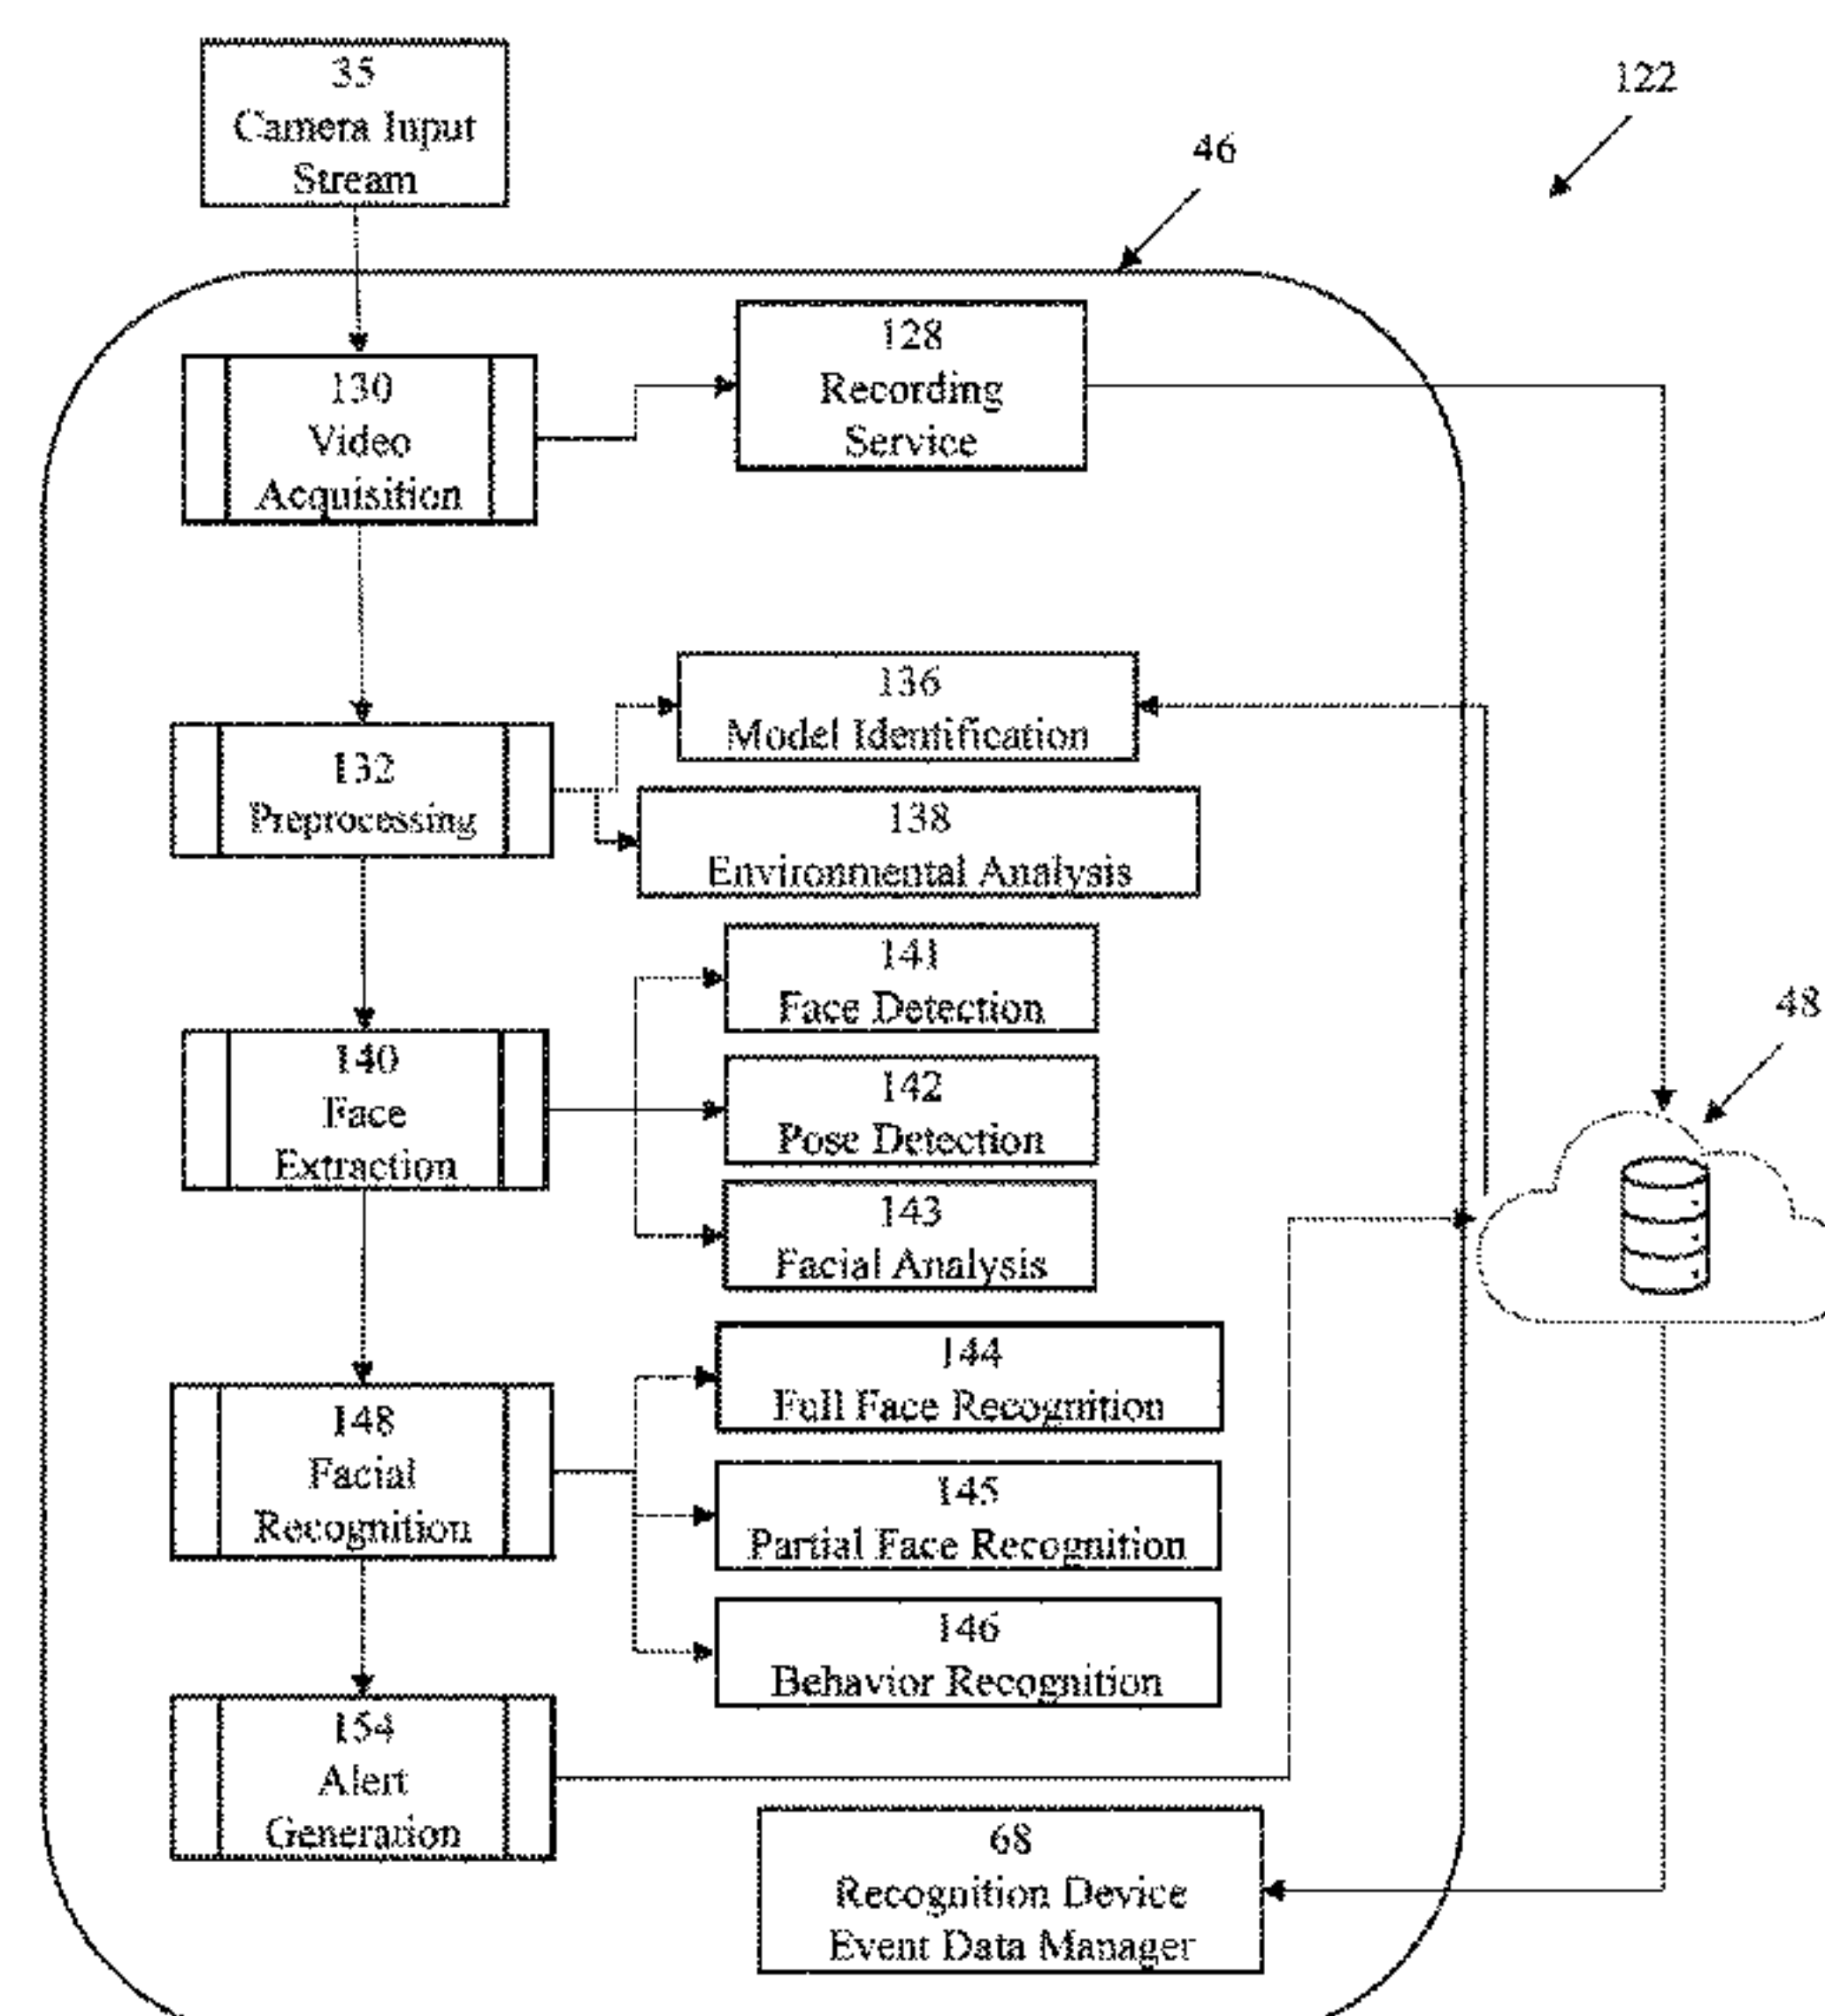 35
Camera Input
Stream
122
46
130
Video
Acquisition
128
Recording
Service
132
Preprocessing
136
Model Identification
138
Environmental Analysis
140
Face
Extraction
141
Face Detection
142
Pose Detection
143
Facial Analysis
48
148
Facial
Recognition
144
Full Face Recognition
145
Partial Face Recognition
146
Behavior Recognition
154
Alert
Generation
68
Recognition Device
Event Data Manager